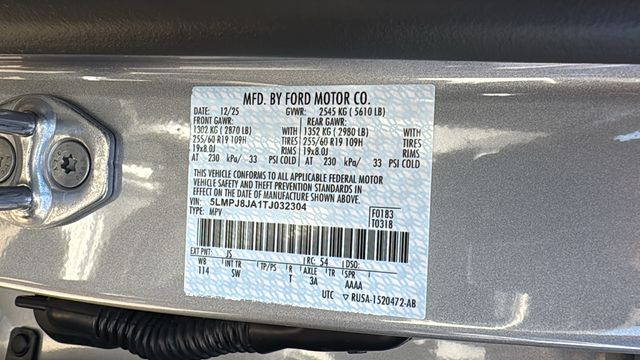 MFD. BY FORD MOTOR CO.
DATE: 12/25 GVWR: 2545 KG ( 5610 LB)
FRONT GAWR: REAR GAWR:
1302 KG ( 2870 LB) WITH 1352 KG ( 2980 LB) WITH
255/60 R19 109H TIRES 255/60 R19 109H TIRES
19x8.0J RIMS 19x8.0J RIMS
AT 230 kPa/ 33 PSI COLD AT 230 kPa/ 33 PSI COLD
THIS VEHICLE CONFORMS TO ALL APPLICABLE FEDERAL MOTOR
VEHICLE SAFETY AND THEFT PREVENTION STANDARDS IN
EFFECT ON THE DATE OF MANUFACTURE SHOWN ABOVE.
VIN: 5LMPJ8JA1TJ032304
TYPE: MPV
F0183
T0318
EXT PNT: JS RC: 54 DSO:
WB INT TR TP/PS R AXLE TR SPR
114 SW T 3A AAAA
UTC RU5A-1520472-AB